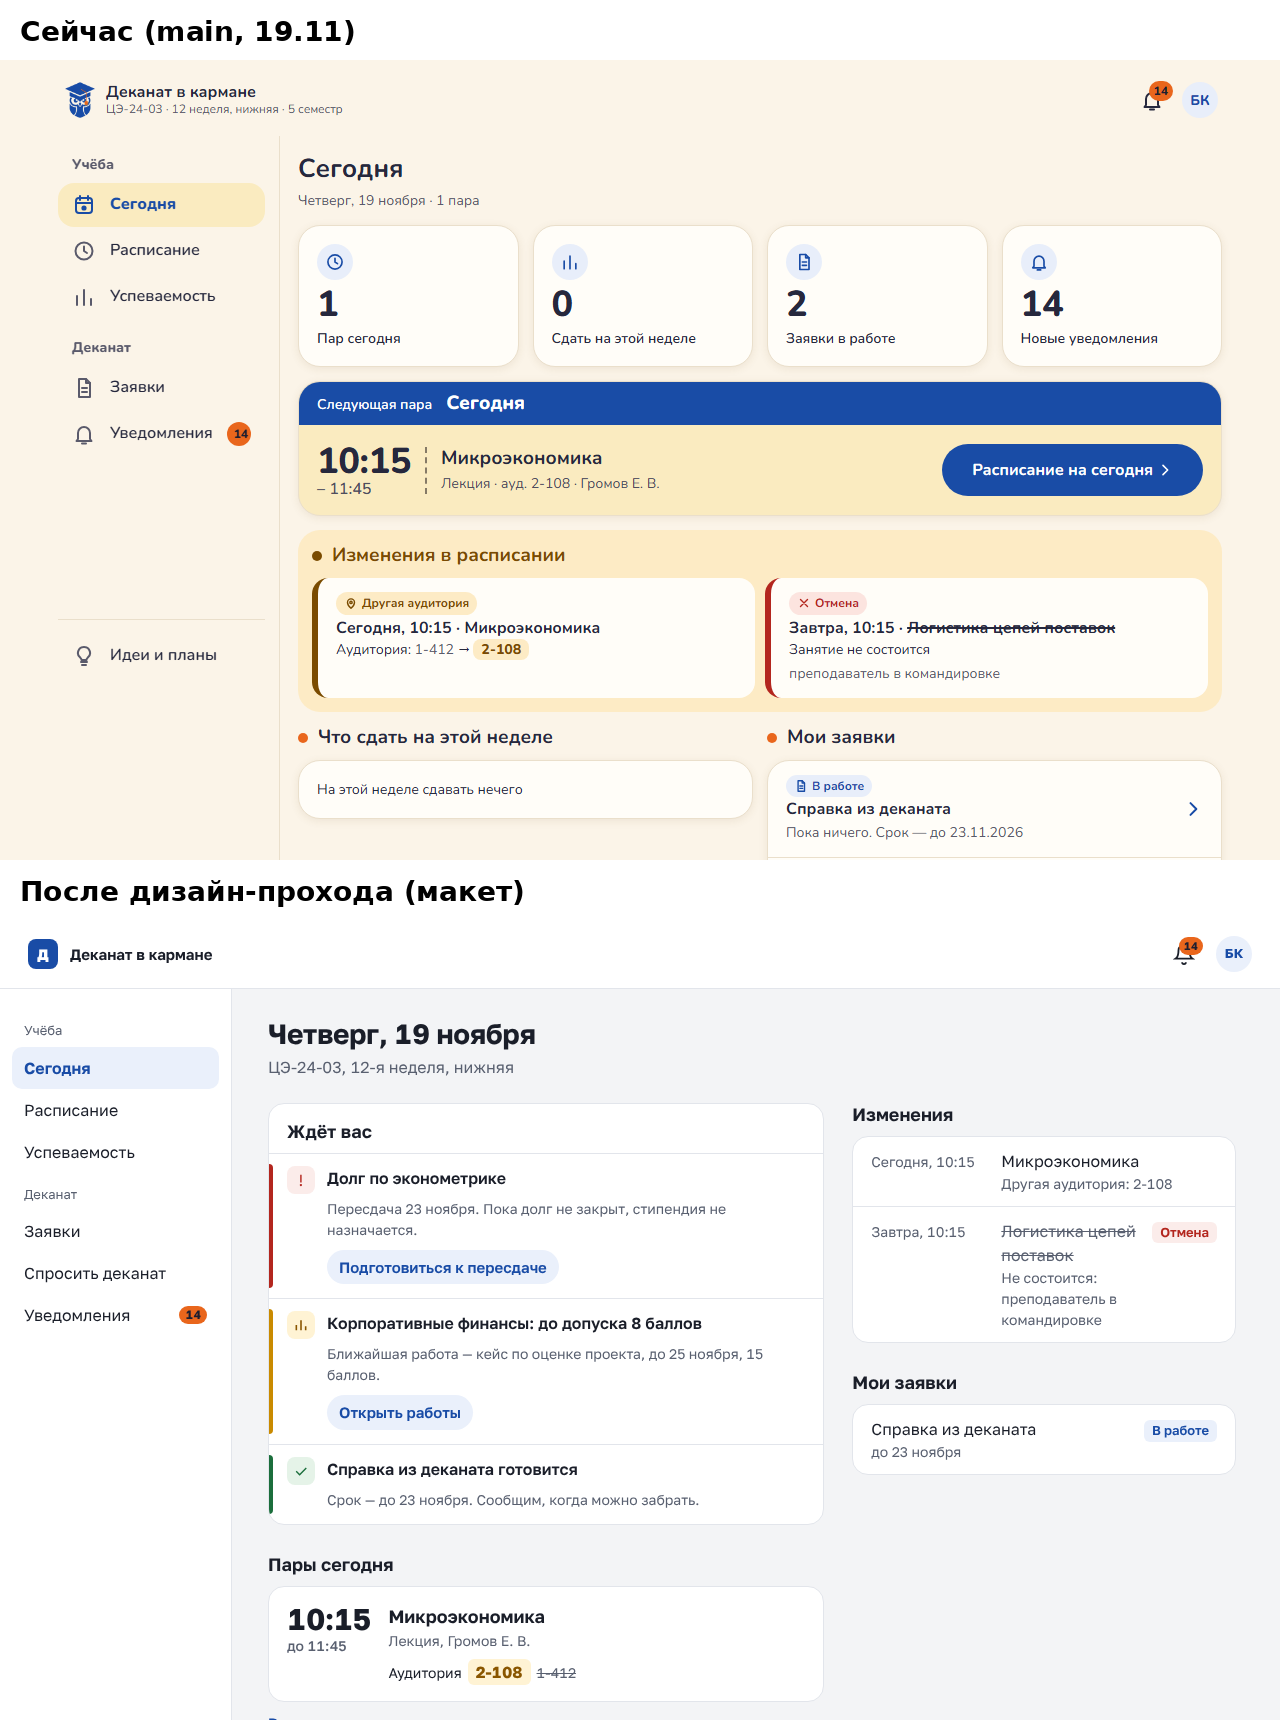 Сейчас (main, 19.11)
Деканат в кармане
ЦЭ-24-03 · 12 неделя, нижняя · 5 семестр
14
БК
Учёба
Сегодня
Расписание
Успеваемость
Деканат
Заявки
Уведомления 14
Идеи и планы
Сегодня
Четверг, 19 ноября · 1 пара
1
Пар сегодня
0
Сдать на этой неделе
2
Заявки в работе
14
Новые уведомления
Следующая пара Сегодня
10:15
– 11:45
Микроэкономика
Лекция · ауд. 2-108 · Громов Е. В.
Расписание на сегодня
Изменения в расписании
Другая аудитория
Сегодня, 10:15 · Микроэкономика
Аудитория: 1-412 → 2-108
Отмена
Завтра, 10:15 · Логистика цепей поставок
Занятие не состоится
преподаватель в командировке
Что сдать на этой неделе
На этой неделе сдавать нечего
Мои заявки
В работе
Справка из деканата
Пока ничего. Срок — до 23.11.2026
После дизайн-прохода (макет)
Д
Деканат в кармане
14
БК
Учёба
Сегодня
Расписание
Успеваемость
Деканат
Заявки
Спросить деканат
Уведомления 14
Четверг, 19 ноября
ЦЭ-24-03, 12-я неделя, нижняя
Ждёт вас
Долг по эконометрике
Пересдача 23 ноября. Пока долг не закрыт, стипендия не
назначается.
Подготовиться к пересдаче
Корпоративные финансы: до допуска 8 баллов
Ближайшая работа — кейс по оценке проекта, до 25 ноября, 15
баллов.
Открыть работы
Справка из деканата готовится
Срок — до 23 ноября. Сообщим, когда можно забрать.
Пары сегодня
10:15
до 11:45
Микроэкономика
Лекция, Громов Е. В.
Аудитория 2-108 1-412
Изменения
Сегодня, 10:15
Микроэкономика
Другая аудитория: 2-108
Завтра, 10:15
Логистика цепей
поставок
Отмена
Не состоится:
преподаватель в
командировке
Мои заявки
Справка из деканата
до 23 ноября
В работе